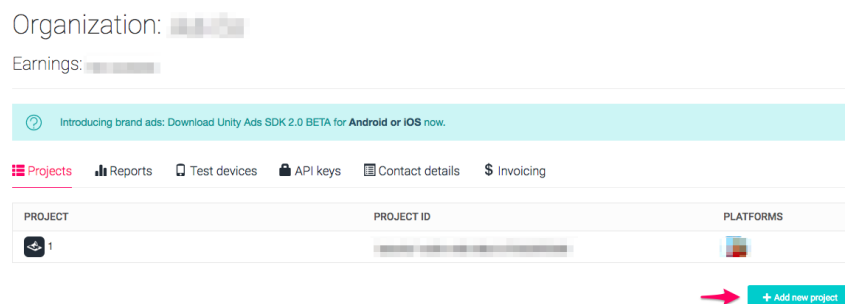 Organization:
Earnings:
Introducing brand ads: Download Unity Ads SDK 2.0 BETA for Android or iOS now.
Projects Reports Test devices API keys Contact details $ Invoicing
PROJECT PROJECT ID PLATFORMS
1
+ Add new project